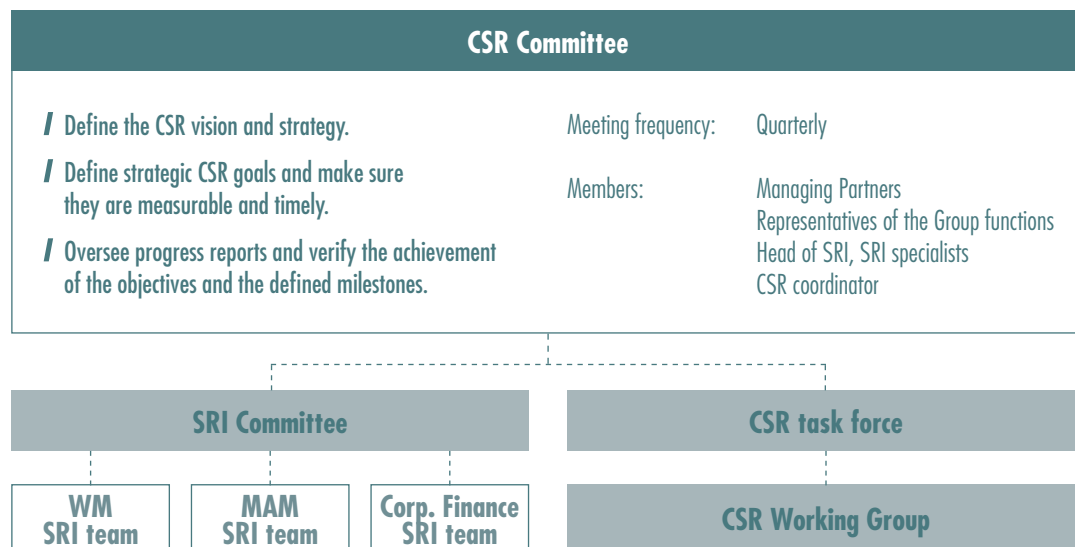 CSR Committee
Define the CSR vision and strategy.
Define strategic CSR goals and make sure
they are measurable and timely.
Oversee progress reports and verify the achievement
of the objectives and the defined milestones.
Meeting frequency: Quarterly
Members: Managing Partners
Representatives of the Group functions
Head of SRI, SRI specialists
CSR coordinator
SRI Committee
CSR task force
WM
SRI team
MAM
SRI team
Corp. Finance
SRI team
CSR Working Group